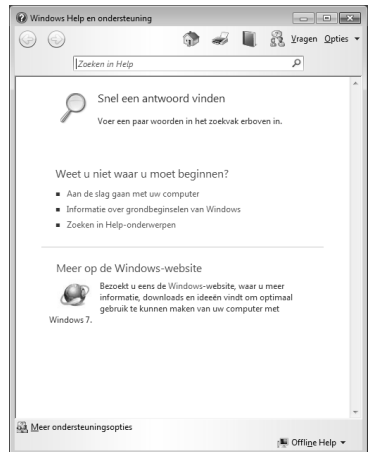 Windows Help en ondersteuning
Vragen Opties
Zoeken in Help
Snel een antwoord vinden
Voer een paar woorden in het zoekvak erboven in.
Weet u niet waar u moet beginnen?
Aan de slag gaan met uw computer
Informatie over grondbeginselen van Windows
Zoeken in Help-onderwerpen
Meer op de Windows-website
Bezoekt u eens de Windows-website, waar u meer
informatie, downloads en ideeën vindt om optimaal
gebruik te kunnen maken van uw computer met
Windows 7.
Meer ondersteuningsopties
Offline Help